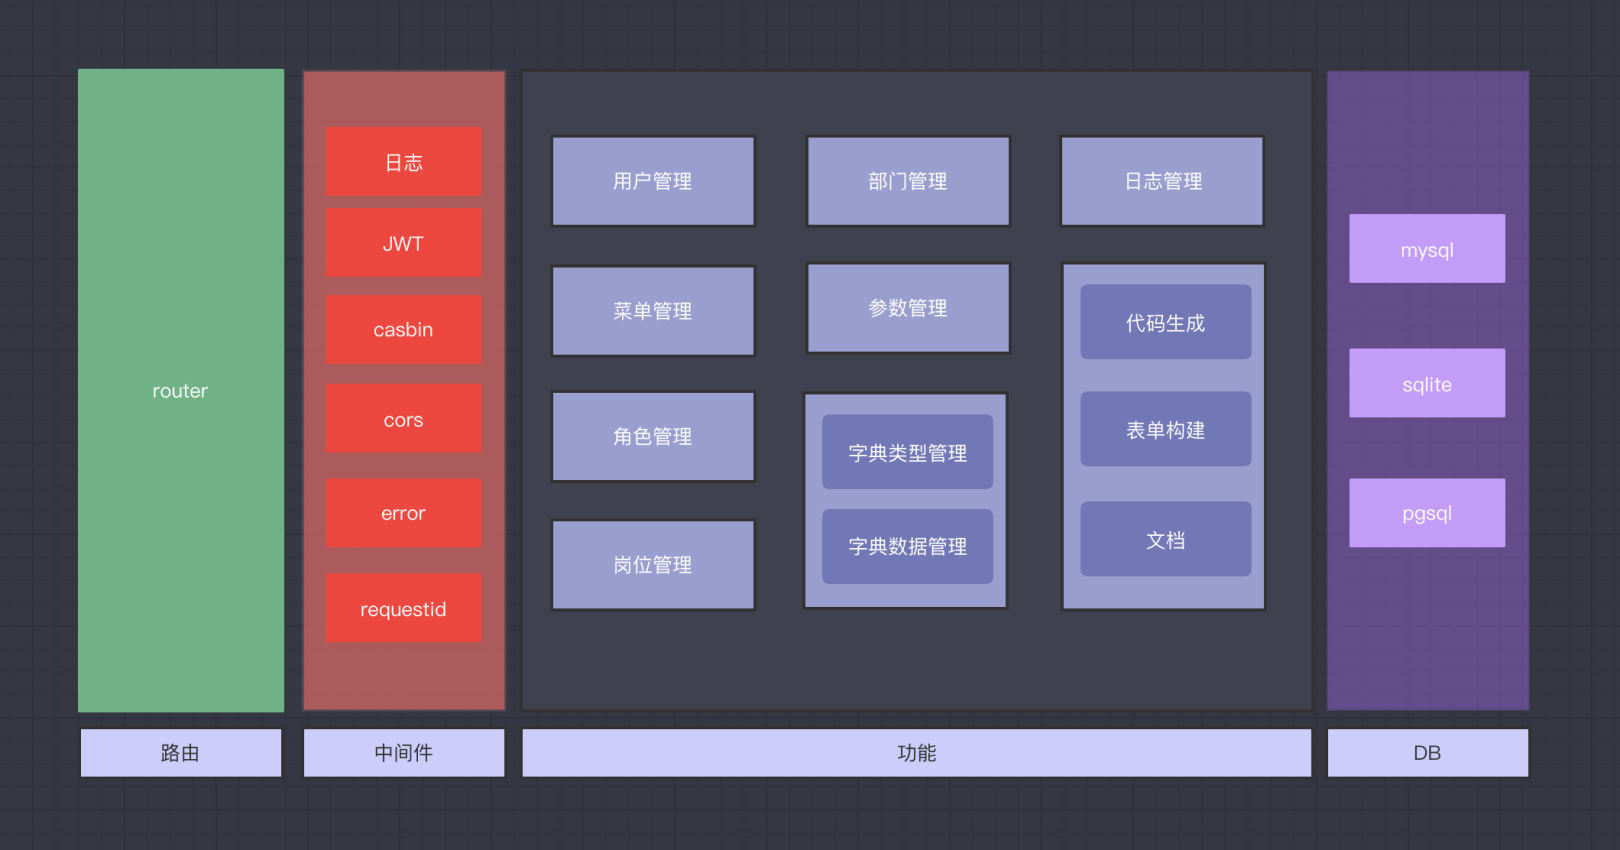 router
日志
JWT
casbin
cors
error
requestid
用户管理
菜单管理
角色管理
岗位管理
部门管理
参数管理
字典类型管理
字典数据管理
日志管理
代码生成
表单构建
文档
mysql
sqlite
pgsql
路由
中间件
功能
DB